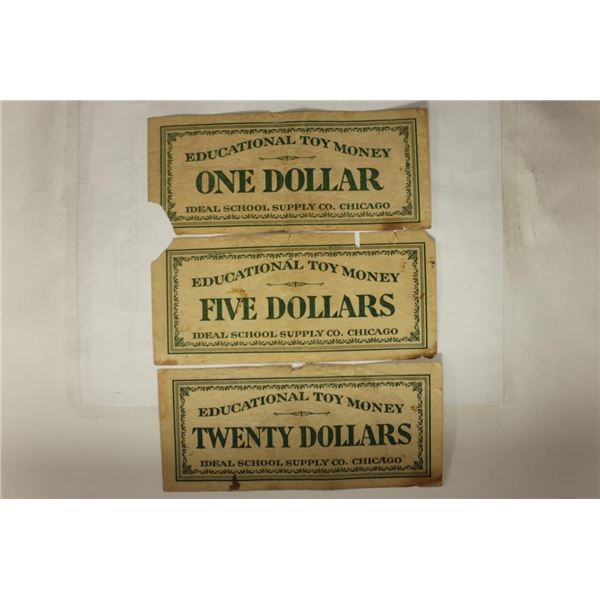 EDUCATIONAL TOY MONEY
ONE DOLLAR
IDEAL SCHOOL SUPPLY CO. CHICAGO
EDUCATIONAL TOY MONEY
FIVE DOLLARS
IDEAL SCHOOL SUPPLY CO. CHICAGO
EDUCATIONAL TOY MONEY
TWENTY DOLLARS
IDEAL SCHOOL SUPPLY CO. CHICAGO